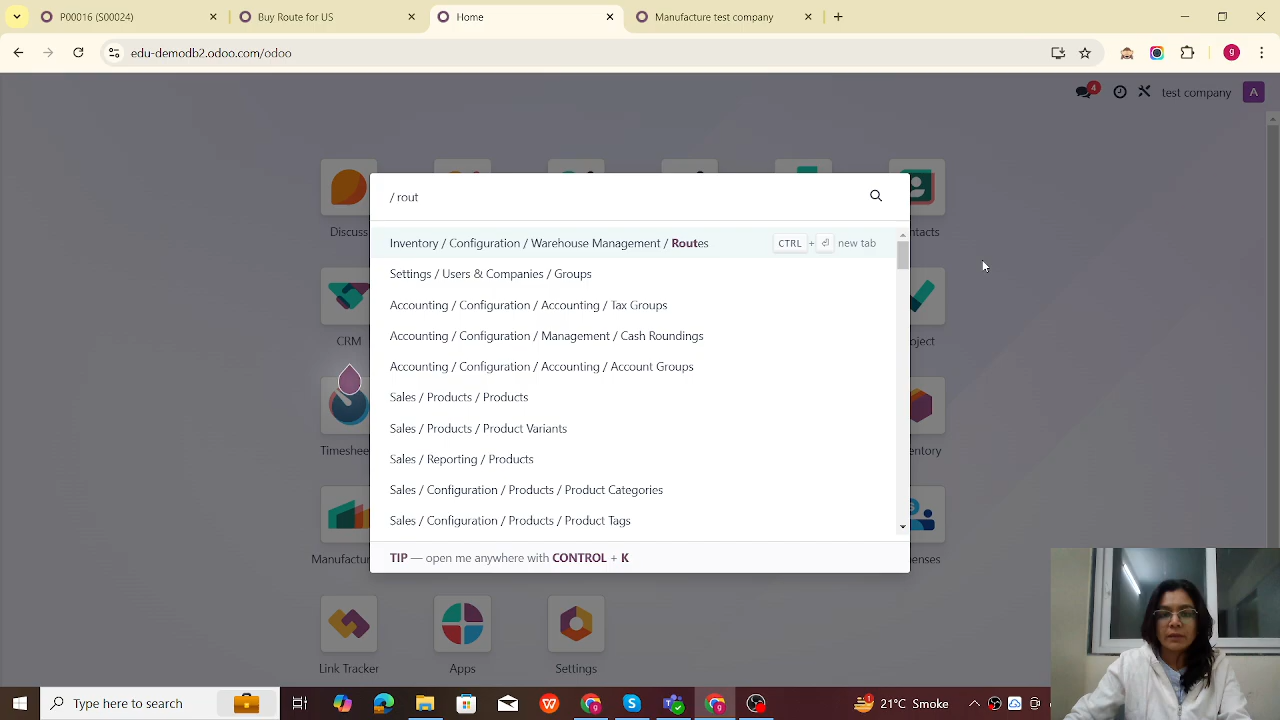 P00016 (S00024)
Buy Route for US
Home
Manufacture test company
edu-demodb2.odoo.com/odoo
4
test company
A
/ rout
Discuss
Inventory / Configuration / Warehouse Management / Routes
CTRL + new tab
Settings / Users & Companies / Groups
Accounting / Configuration / Accounting / Tax Groups
Accounting / Configuration / Management / Cash Roundings
CRM
Accounting / Configuration / Accounting / Account Groups
Sales / Products / Products
Sales / Products / Product Variants
Timeshee
Sales / Reporting / Products
Sales / Configuration / Products / Product Categories
Sales / Configuration / Products / Product Tags
Manufactur
TIP — open me anywhere with CONTROL + K
Link Tracker
Apps
Settings
Type here to search
21°C Smoke